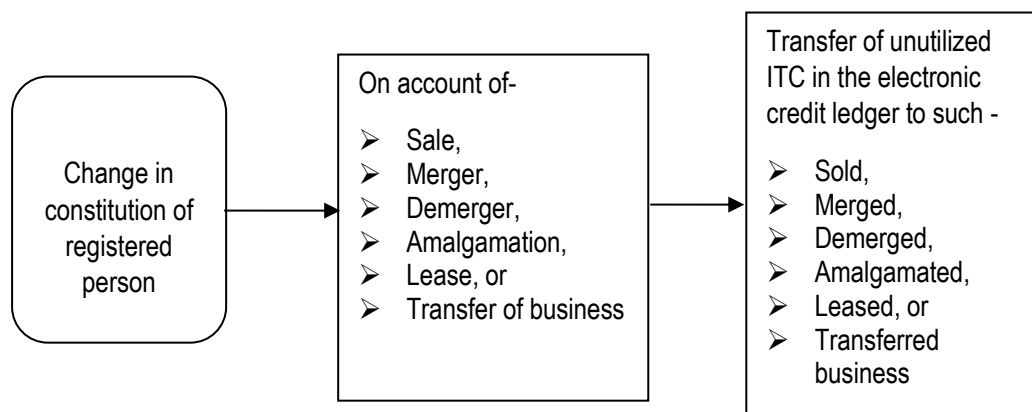 Change in
constitution of
registered
person
On account of-
➢ Sale,
➢ Merger,
➢ Demerger,
➢ Amalgamation,
➢ Lease, or
➢ Transfer of business
Transfer of unutilized
ITC in the electronic
credit ledger to such -
➢ Sold,
➢ Merged,
➢ Demerged,
➢ Amalgamated,
➢ Leased, or
➢ Transferred
business